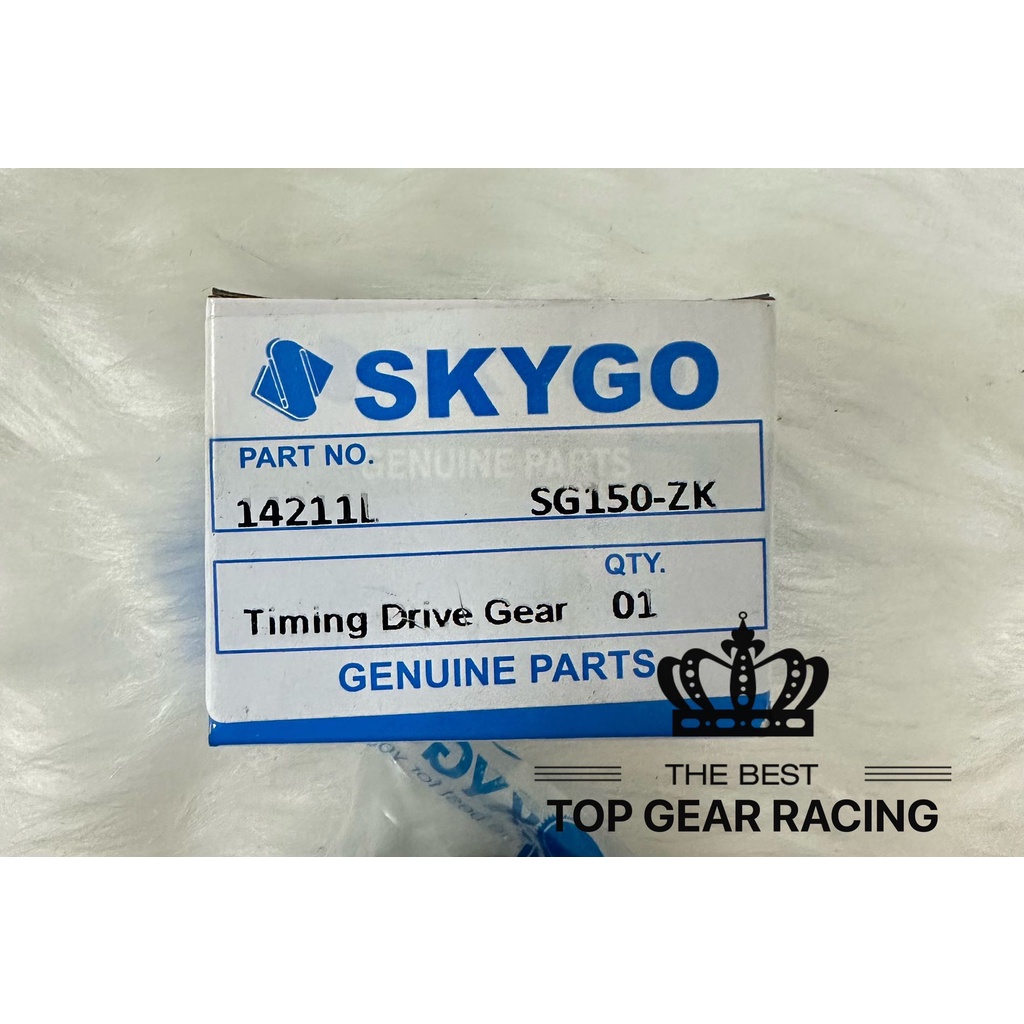 SKYGO
PART NO.
GENUINE PARTS
14211L SG150-ZK
QTY.
Timing Drive Gear 01
GENUINE PARTS
THE BEST
TOP GEAR RACING